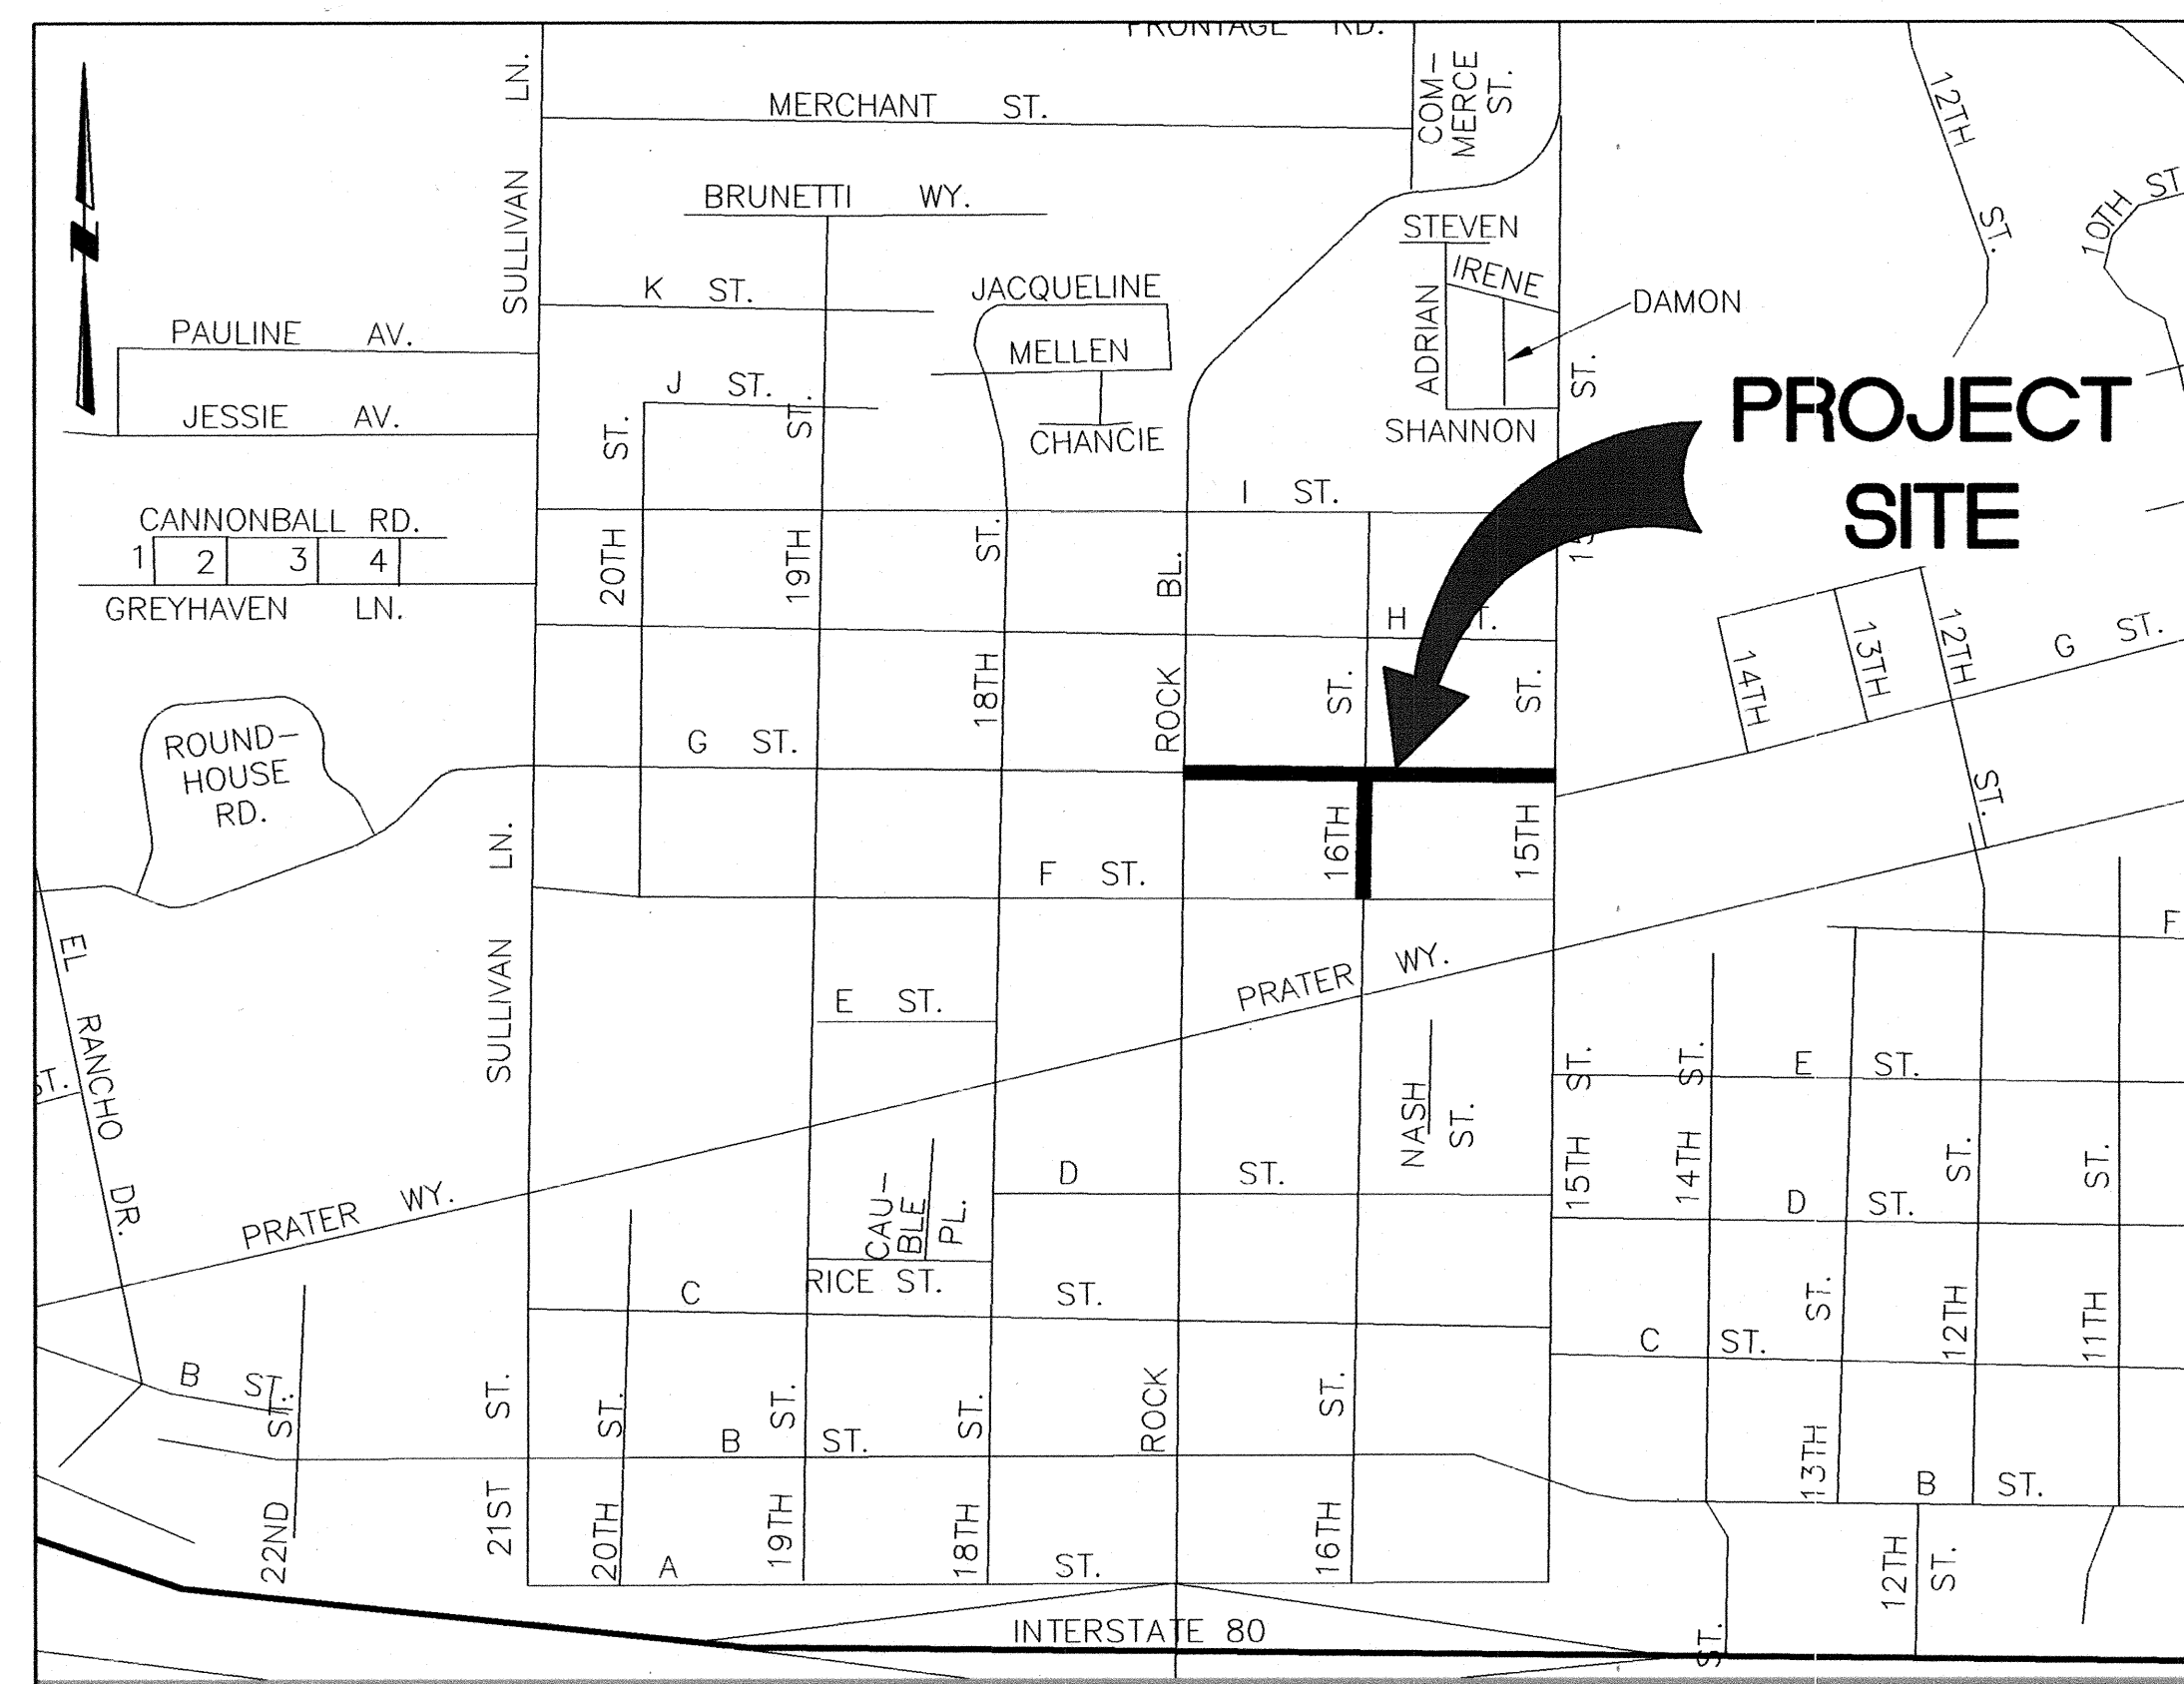 FRONTAGE RD.
COM-
MERCE
ST.
LN.
MERCHANT ST.
12TH
ST.
SULLIVAN
BRUNETTI WY.
STEVEN
10TH
ST
IRENE
K ST.
JACQUELINE
DAMON
ADRIAN
PAULINE AV.
MELLEN
ST.
J ST.
JESSIE AV.
ST.
ST.
CHANCIE
SHANNON
PROJECT
SITE
I ST.
CANNONBALL RD.
1 2 3 4
GREYHAVEN LN.
20TH
19TH
ST.
BL.
H T.
14TH
13TH
12TH
G ST.
ST.
18TH
ROCK
ST.
ST.
ROUND-
HOUSE
RD.
G ST.
LN.
F ST.
16TH
15TH
F
EL
RANCHO
DR.
SULLIVAN
E ST.
PRATER WY.
ST.
NASH
ST.
ST.
15TH
ST.
14TH
E ST.
D ST.
ST.
12TH
ST.
11TH
D ST.
CAU-
BLE
PL.
PRATER WY.
RICE ST.
C ST.
ST.
13TH
C ST.
B ST.
ST.
22ND
ST.
21ST
ST.
20TH
ST.
19TH
B ST.
ST.
18TH
ROCK
ST.
16TH
B ST.
A ST.
12TH
ST.
INTERSTATE 80
ST.